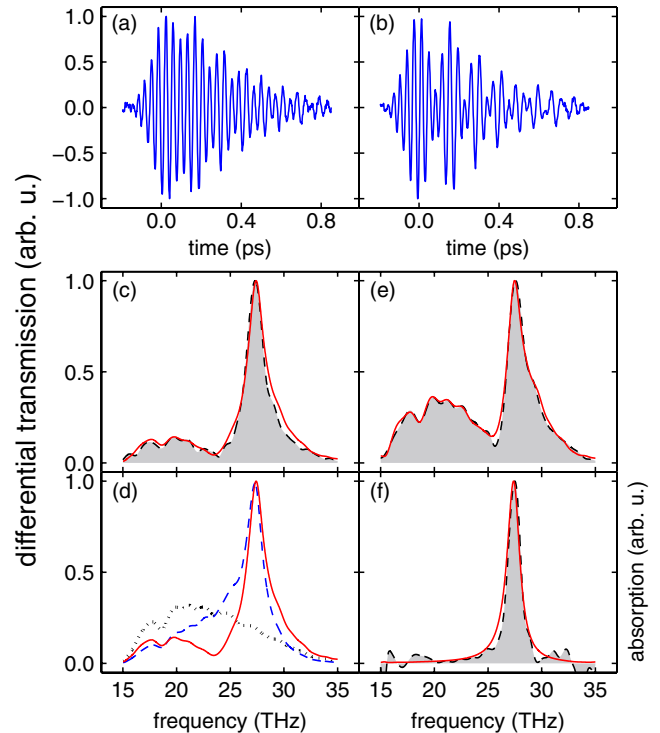 (a)
(b)
1.0
0.5
0.0
−0.5
−1.0
0.0 0.4 0.8
0.0 0.4 0.8
time (ps)
time (ps)
differential transmission (arb. u.)
(c)
(e)
1.0
0.5
0.0
(d)
(f)
1.0
0.5
0.0
absorption (arb. u.)
15 20 25 30 35
15 20 25 30 35
frequency (THz)
frequency (THz)